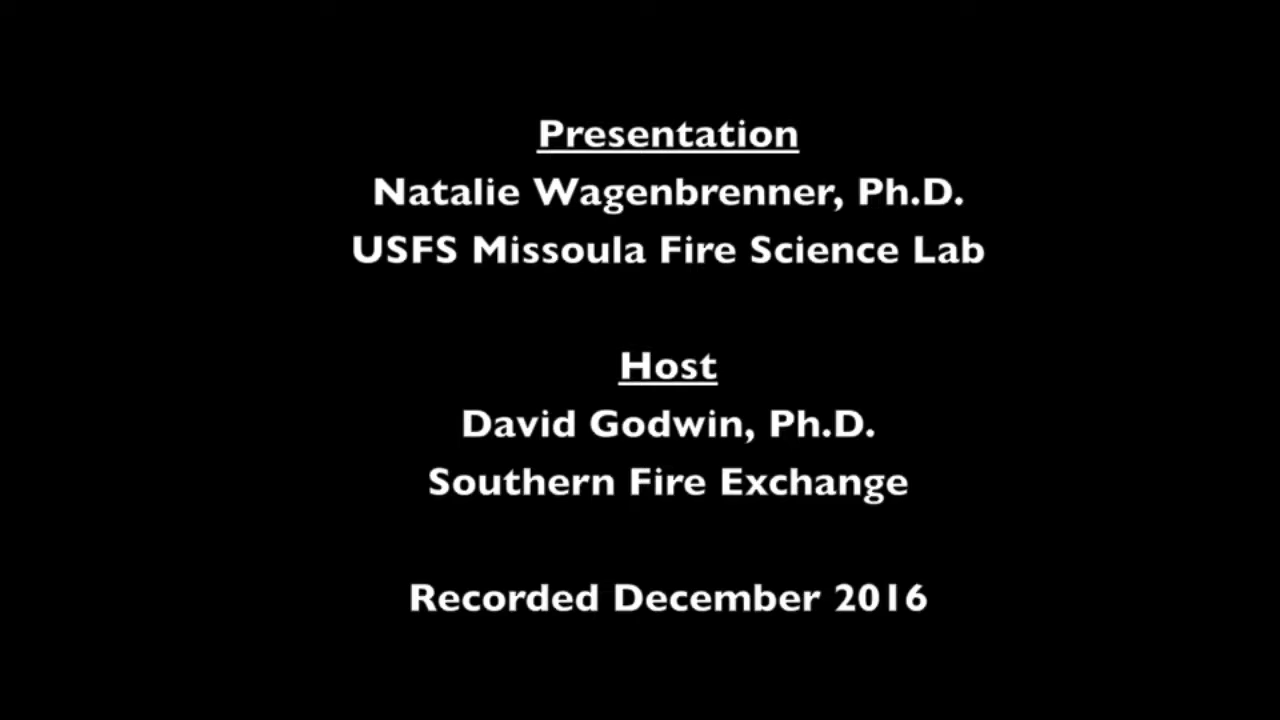 Presentation
Natalie Wagenbrenner, Ph.D.
USFS Missoula Fire Science Lab
Host
David Godwin, Ph.D.
Southern Fire Exchange
Recorded December 2016